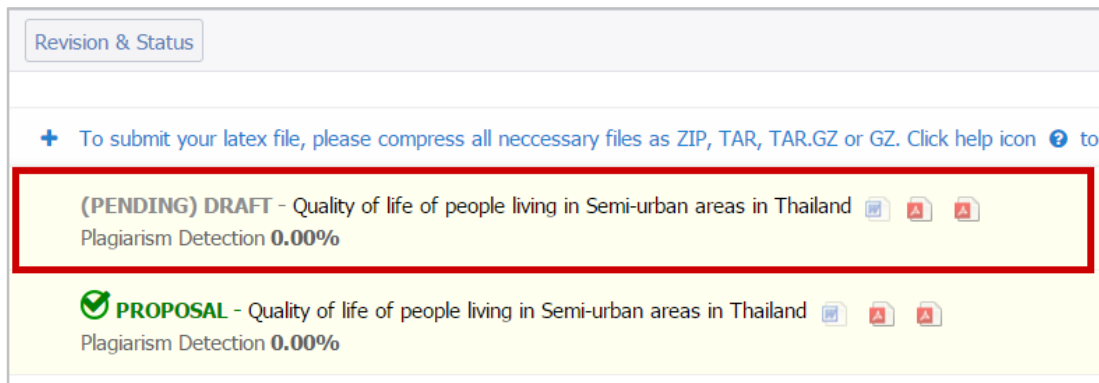 Revision & Status
To submit your latex file, please compress all neccessary files as ZIP, TAR, TAR.GZ or GZ. Click help icon to
(PENDING) DRAFT - Quality of life of people living in Semi-urban areas in Thailand
Plagiarism Detection 0.00%
PROPOSAL - Quality of life of people living in Semi-urban areas in Thailand
Plagiarism Detection 0.00%